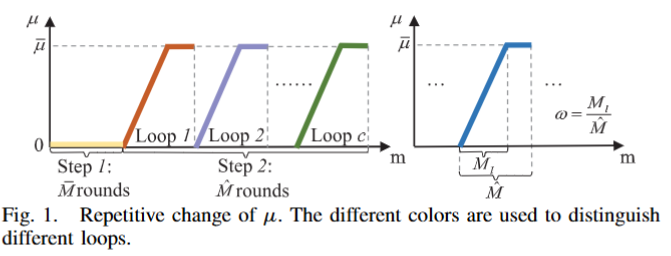 μ
μ̄
0
Loop 1
Loop 2
......
Loop c
m
Step 1:
M̄ rounds
Step 2:
M̂ rounds
μ
μ̄
...
...
ω = M_l / M̂
m
M_l
M̂
Fig. 1. Repetitive change of μ. The different colors are used to distinguish
different loops.